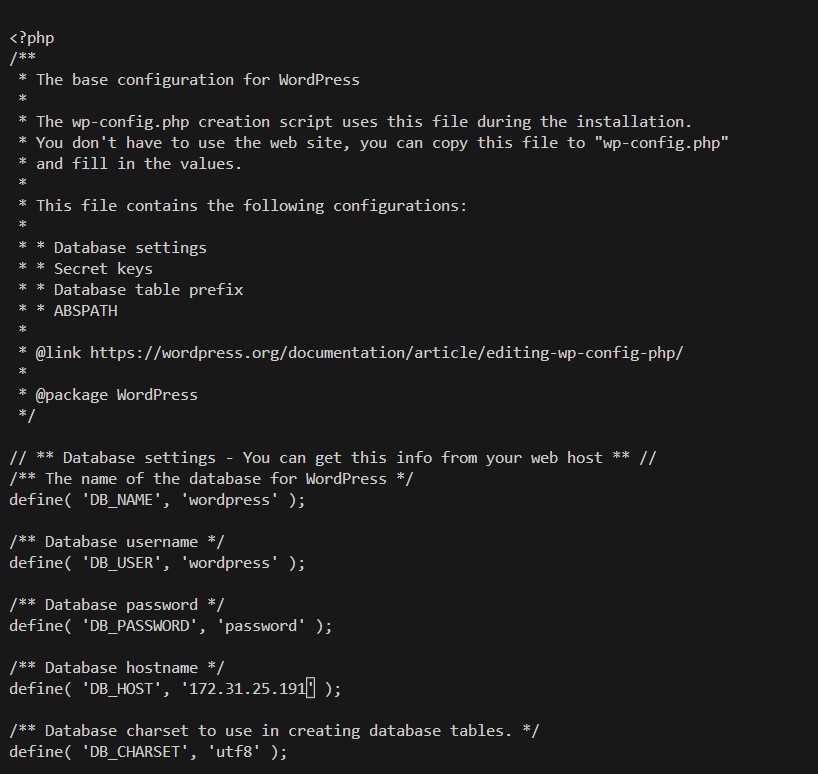 <?php
/**
 * The base configuration for WordPress
 *
 * The wp-config.php creation script uses this file during the installation.
 * You don't have to use the web site, you can copy this file to "wp-config.php"
 * and fill in the values.
 *
 * This file contains the following configurations:
 *
 * * Database settings
 * * Secret keys
 * * Database table prefix
 * * ABSPATH
 *
 * @link https://wordpress.org/documentation/article/editing-wp-config-php/
 *
 * @package WordPress
 */

// ** Database settings - You can get this info from your web host ** //
/** The name of the database for WordPress */
define( 'DB_NAME', 'wordpress' );

/** Database username */
define( 'DB_USER', 'wordpress' );

/** Database password */
define( 'DB_PASSWORD', 'password' );

/** Database hostname */
define( 'DB_HOST', '172.31.25.191' );

/** Database charset to use in creating database tables. */
define( 'DB_CHARSET', 'utf8' );